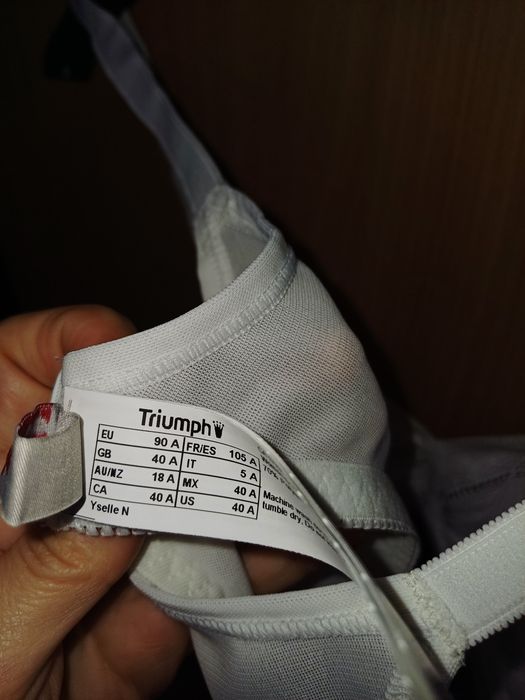 Triumph
EU 90 A FR/ES 105 A
GB 40 A IT 5 A
AU/NZ 18 A MX 40 A
CA 40 A US 40 A
Yselle N
70%
Machine
tumble dry,